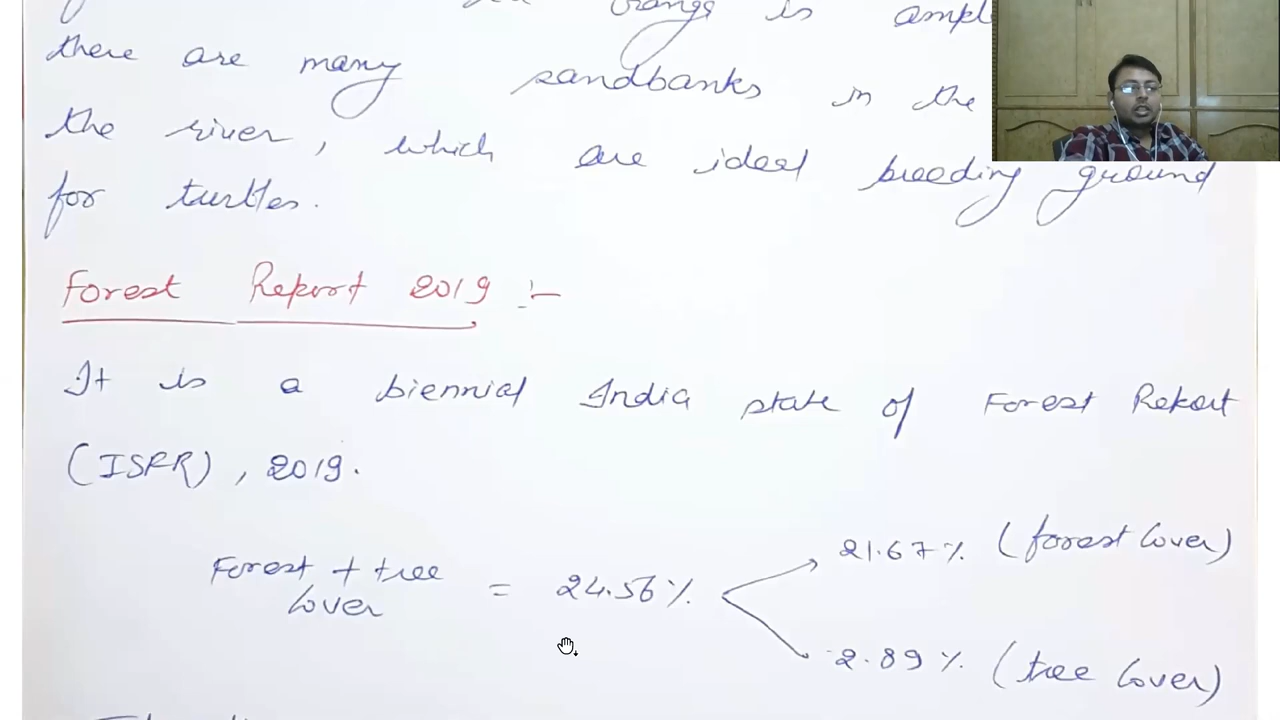 is ampl
there are many sandbanks in the
the river, which are ideal breeding ground
for turtles.
Forest Report 2019 :-
It is a biennial India state of Forest Report
(ISFR), 2019.
Forest + tree
cover = 24.56%
21.67% (forest cover)
2.89% (tree cover)